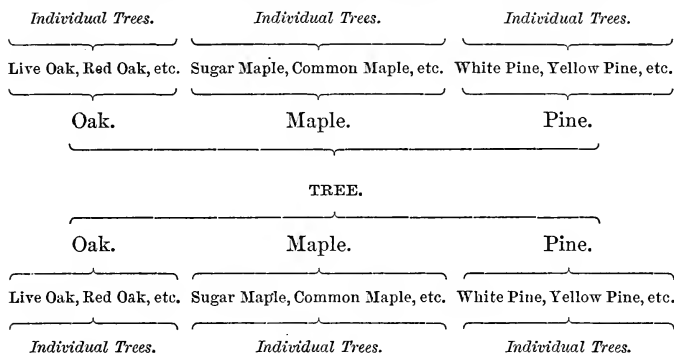 Individual Trees. Individual Trees. Individual Trees.
Live Oak, Red Oak, etc. Sugar Maple, Common Maple, etc. White Pine, Yellow Pine, etc.
Oak. Maple. Pine.
TREE.
Oak. Maple. Pine.
Live Oak, Red Oak, etc. Sugar Maple, Common Maple, etc. White Pine, Yellow Pine, etc.
Individual Trees. Individual Trees. Individual Trees.